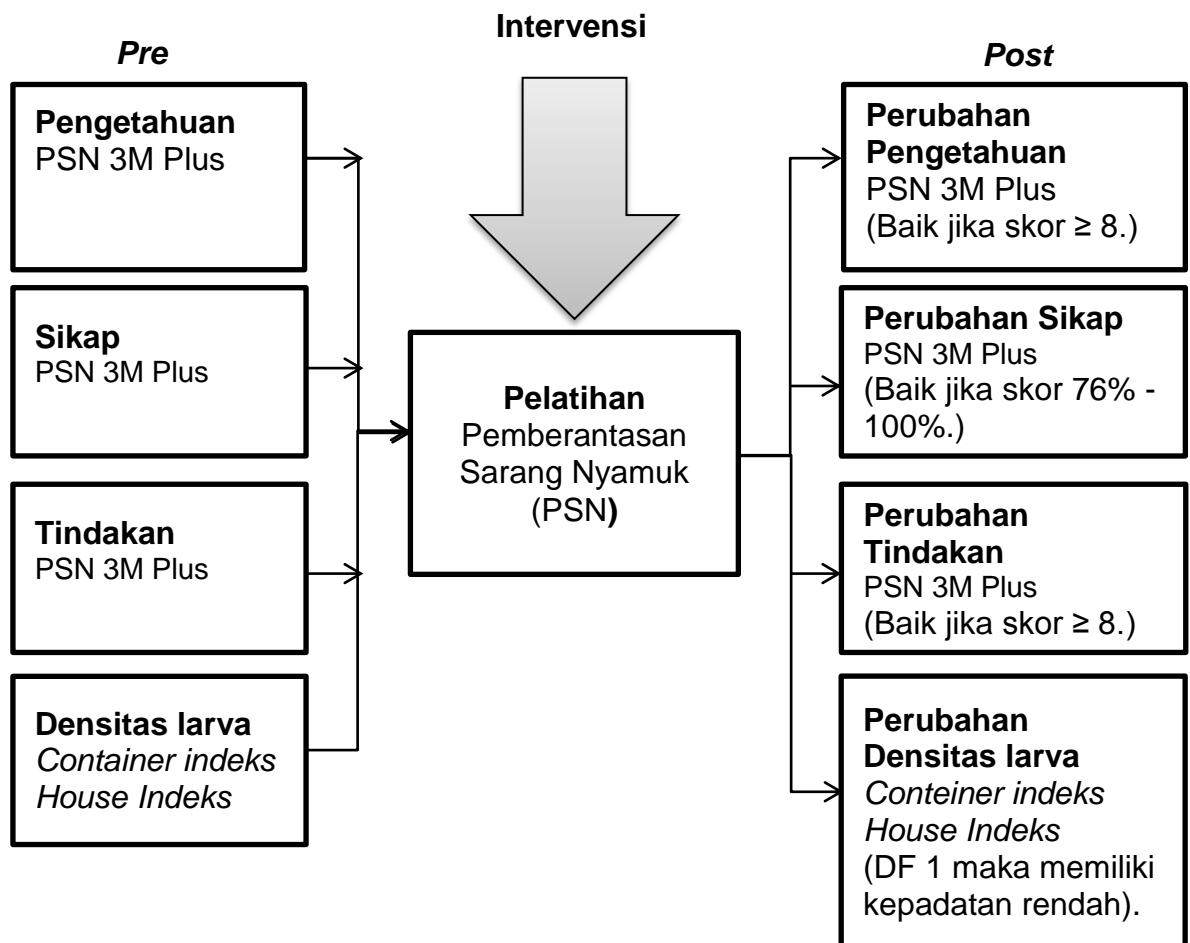 Intervensi
Pre
Post
Pengetahuan
PSN 3M Plus
Sikap
PSN 3M Plus
Tindakan
PSN 3M Plus
Densitas larva
Container indeks
House Indeks
Pelatihan
Pemberantasan
Sarang Nyamuk
(PSN)
Perubahan
Pengetahuan
PSN 3M Plus
(Baik jika skor ≥ 8.)
Perubahan Sikap
PSN 3M Plus
(Baik jika skor 76% -
100%.)
Perubahan
Tindakan
PSN 3M Plus
(Baik jika skor ≥ 8.)
Perubahan
Densitas larva
Conteiner indeks
House Indeks
(DF 1 maka memiliki
kepadatan rendah).